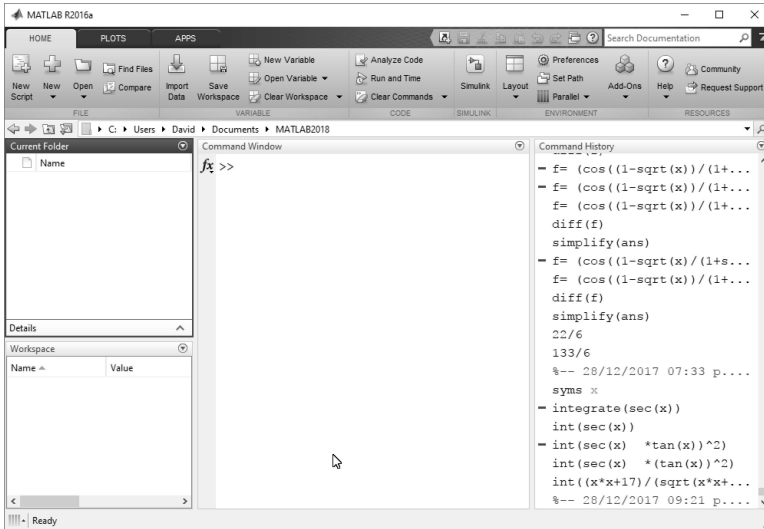 MATLAB R2016a
HOME PLOTS APPS Search Documentation
New Script New Open Find Files Compare Import Data Save Workspace New Variable Open Variable Clear Workspace Analyze Code Run and Time Clear Commands Simulink Layout Preferences Set Path Parallel Add-Ons Help Community Request Support
FILE VARIABLE CODE SIMULINK ENVIRONMENT RESOURCES
C: Users David Documents MATLAB2018
Current Folder
Name
Details
Workspace
Name Value
Command Window
fx >>
Command History
f= (cos((1-sqrt(x))/(1+...
f= (cos((1-sqrt(x))/(1+...
f= (cos((1-sqrt(x))/(1+...
diff(f)
simplify(ans)
f= (cos((1-sqrt(x)/(1+s...
f= (cos((1-sqrt(x))/(1+...
diff(f)
simplify(ans)
22/6
133/6
%-- 28/12/2017 07:33 p....
syms x
integrate(sec(x))
int(sec(x))
int(sec(x) *tan(x))^2)
int(sec(x) *(tan(x))^2)
int((x*x+17)/(sqrt(x*x+...
%-- 28/12/2017 09:21 p....
Ready